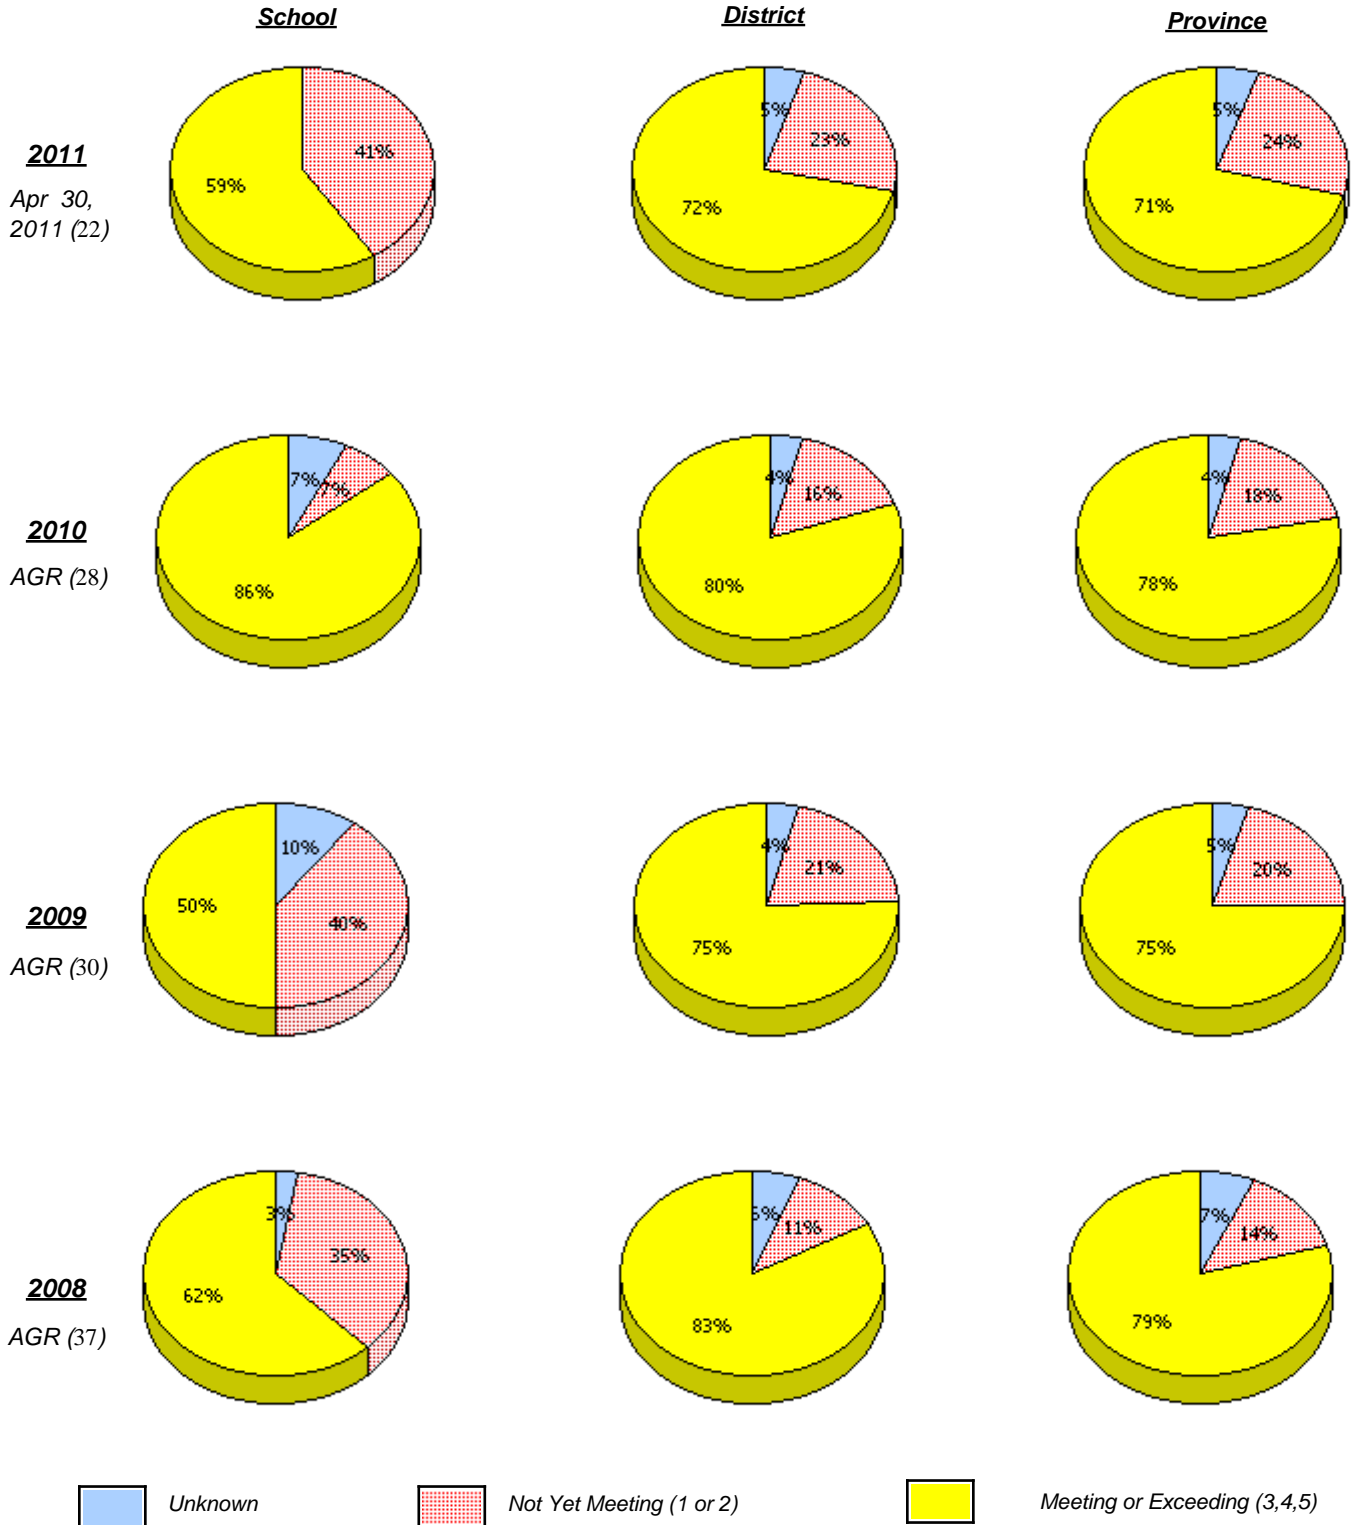 School District Province
5% 5%
2011 41% 23% 24%
Apr 30, 59% 72% 71%
2011 (22)
7% 7% 4% 16% 4% 18%
2010
AGR (28) 86% 80% 78%
10% 4% 21% 5% 20%
2009 50% 40%
AGR (30) 75% 75%
3% 35% 11% 7% 14%
2008 62% 83% 79%
AGR (37)
Unknown Not Yet Meeting (1 or 2) Meeting or Exceeding (3,4,5)